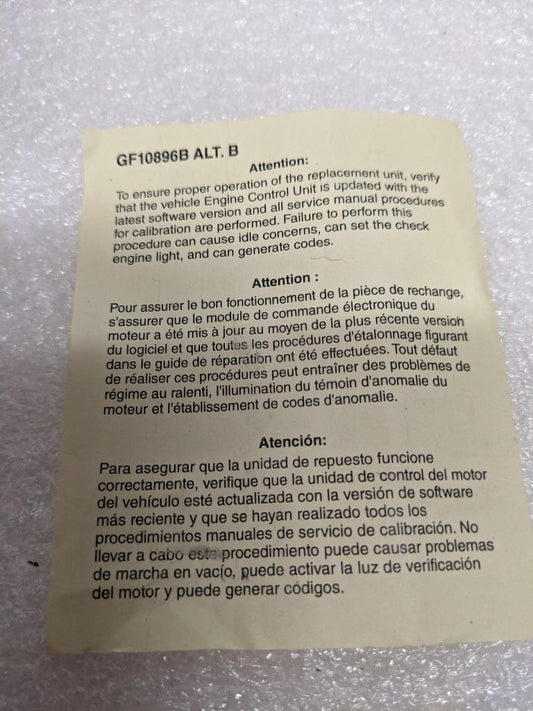 GF10896B ALT. B
Attention:
To ensure proper operation of the replacement unit, verify
that the vehicle Engine Control Unit is updated with the
latest software version and all service manual procedures
for calibration are performed. Failure to perform this
procedure can cause idle concerns, can set the check
engine light, and can generate codes.
Attention :
Pour assurer le bon fonctionnement de la pièce de rechange,
s'assurer que le module de commande électronique du
moteur a été mis à jour au moyen de la plus récente version
du logiciel et que toutes les procédures d'étalonnage figurant
dans le guide de réparation ont été effectuées. Tout défaut
de réaliser ces procédures peut entraîner des problèmes de
régime au ralenti, l'illumination du témoin d'anomalie du
moteur et l'établissement de codes d'anomalie.
Atención:
Para asegurar que la unidad de repuesto funcione
correctamente, verifique que la unidad de control del motor
del vehículo esté actualizada con la versión de software
más reciente y que se hayan realizado todos los
procedimientos manuales de servicio de calibración. No
llevar a cabo este procedimiento puede causar problemas
de marcha en vacío, puede activar la luz de verificación
del motor y puede generar códigos.